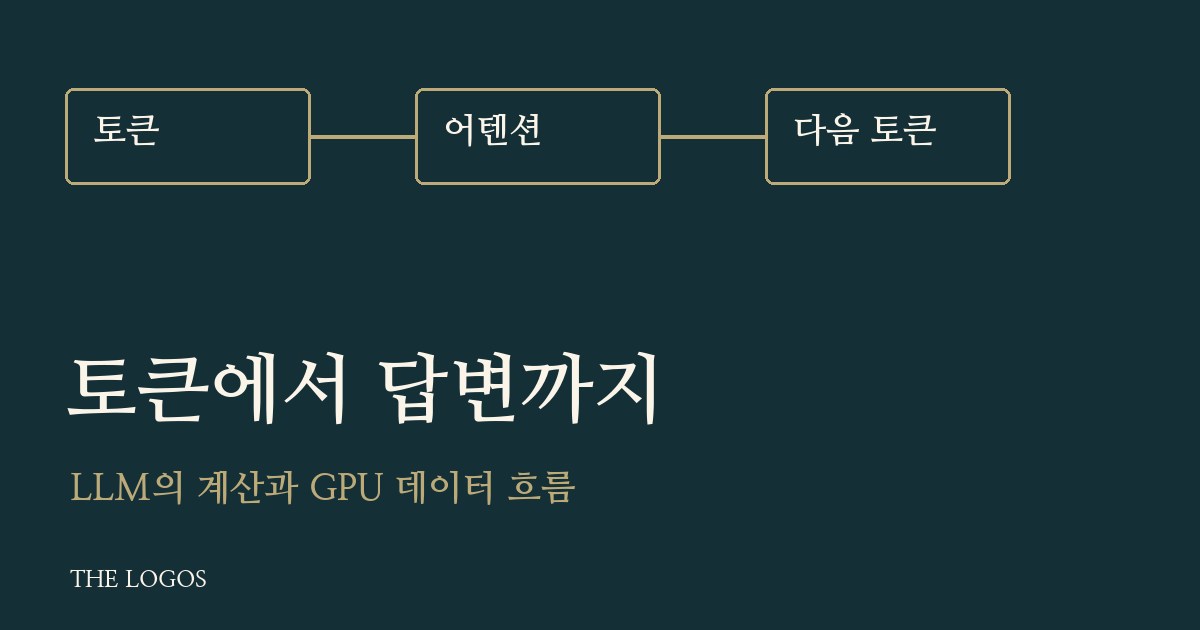 토큰
어텐션
다음 토큰
토큰에서 답변까지
LLM의 계산과 GPU 데이터 흐름
THE LOGOS